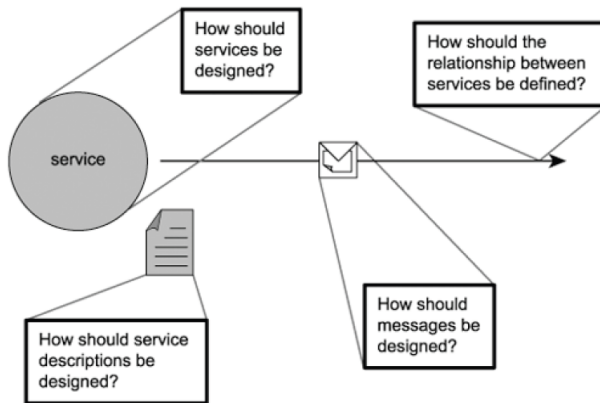 How should
services be
designed?
How should the
relationship between
services be defined?
service
How should service
descriptions be
designed?
How should
messages be
designed?